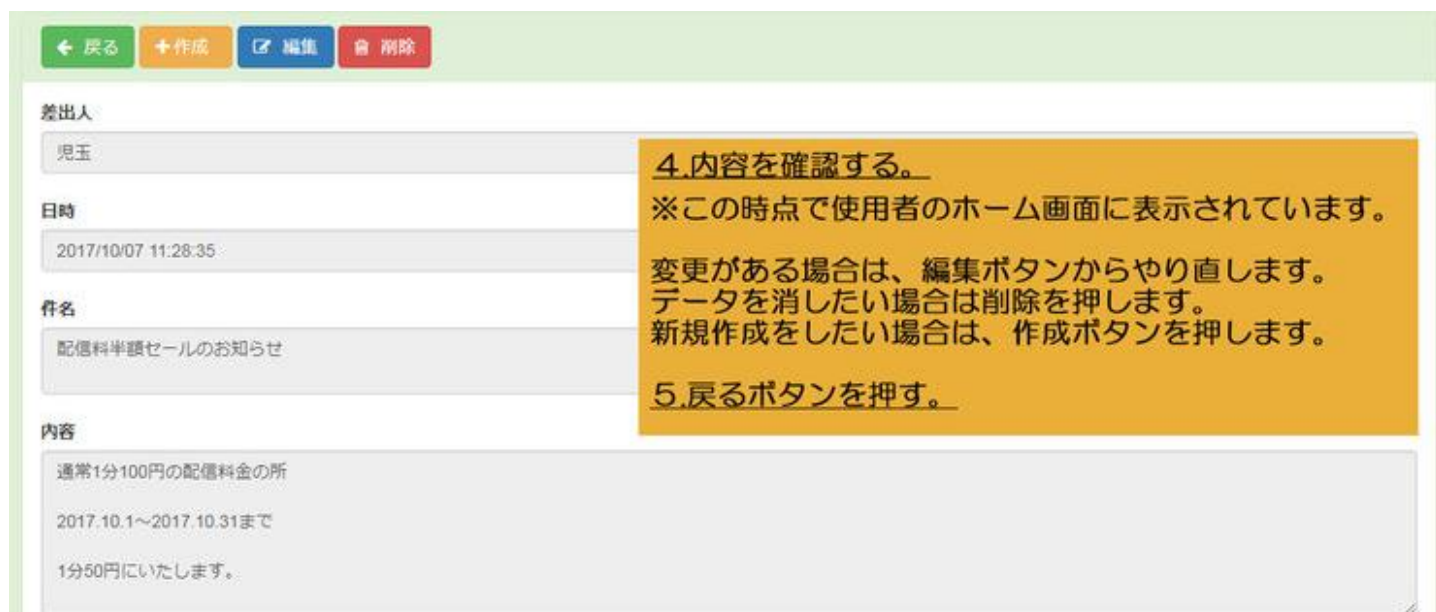 戻る
作成
編集
削除
差出人
児玉
日時
2017/10/07 11:28:35
件名
配信料半額セールのお知らせ
内容
通常1分100円の配信料金の所
2017.10.1~2017.10.31まで
1分50円にいたします。
4.内容を確認する。
※この時点で使用者のホーム画面に表示されています。
変更がある場合は、編集ボタンからやり直します。
データを消したい場合は削除を押します。
新規作成をしたい場合は、作成ボタンを押します。
5.戻るボタンを押す。